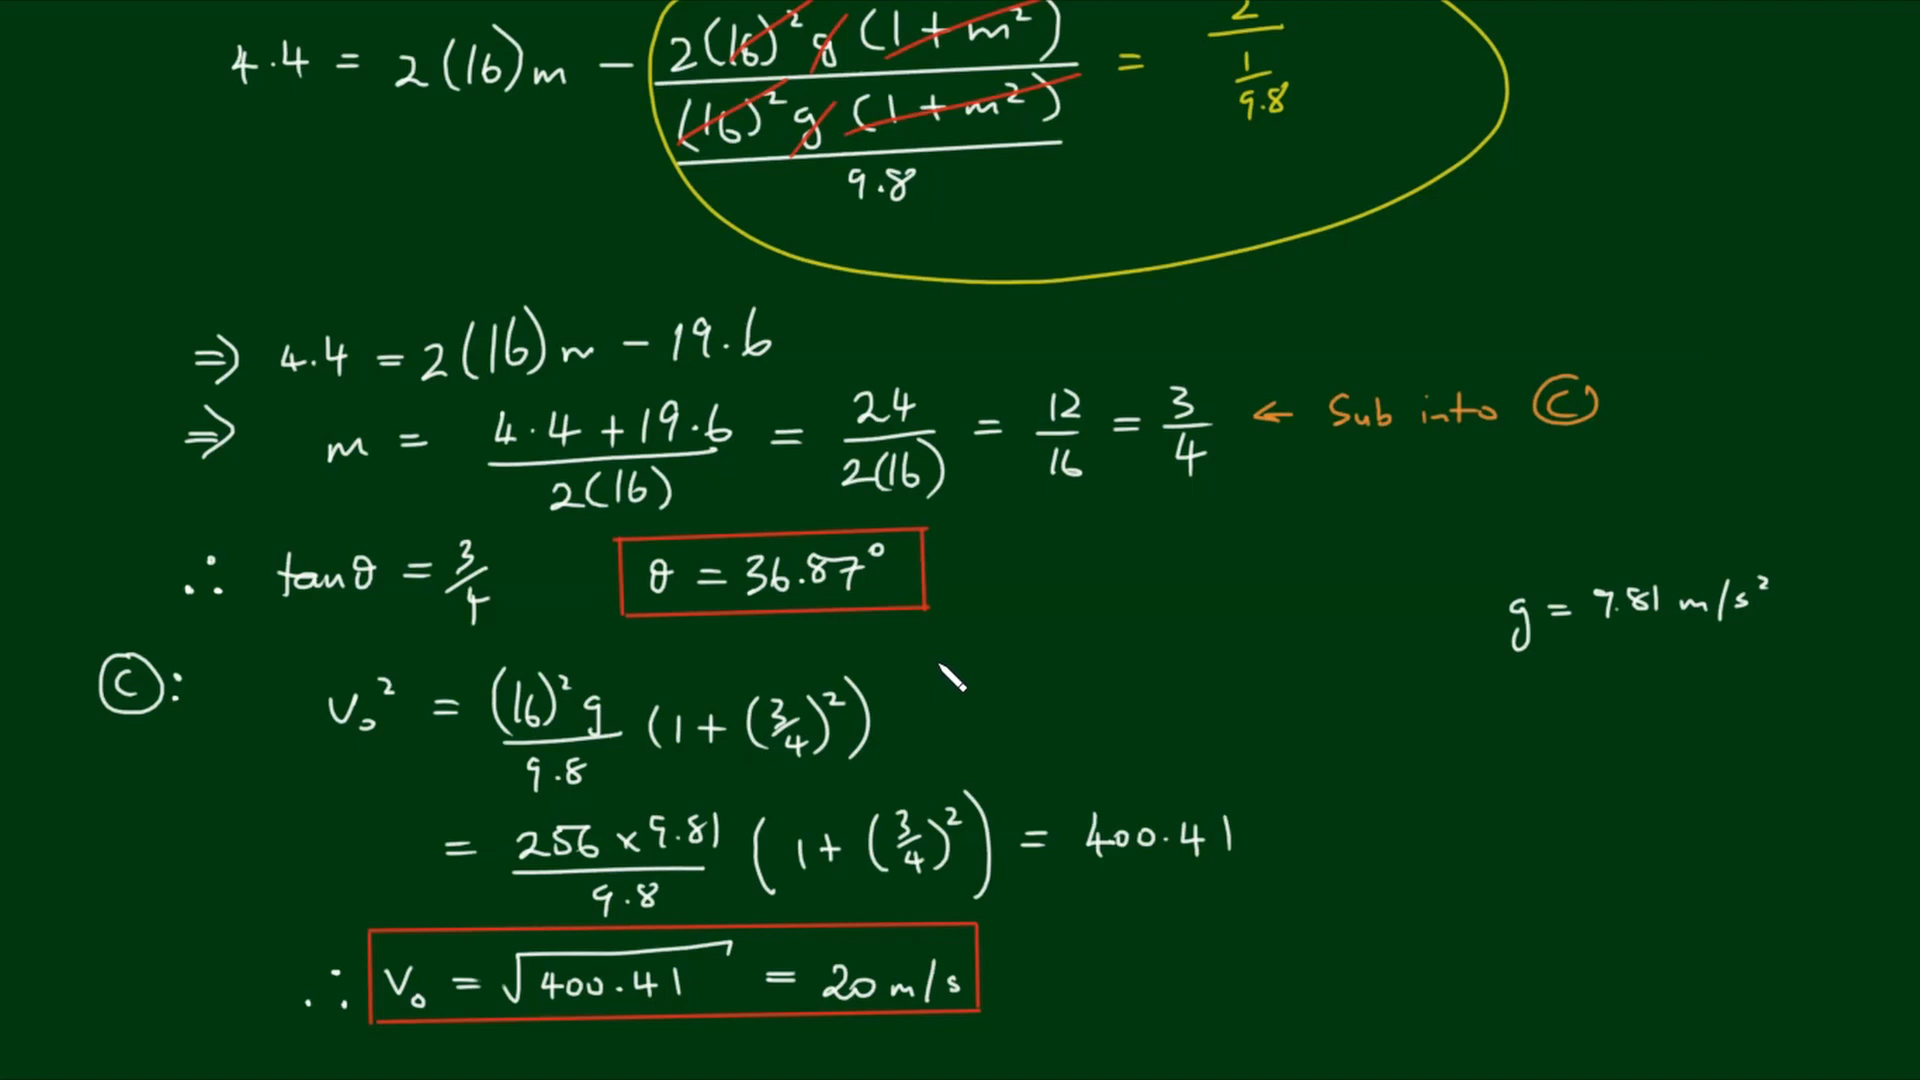 4.4 = 2(16)m − 2(16)²g(1+m²) / ((16)²g(1+m²) / 9.8) = 2 / (1/9.8)
⇒ 4.4 = 2(16)m − 19.6
⇒ m = (4.4+19.6)/2(16) = 24/2(16) = 12/16 = 3/4 ← Sub into Ⓒ
∴ tanθ = 3/4 θ = 36.87°
g = 9.81 m/s²
Ⓒ: v₀² = (16)²g/9.8 (1+(3/4)²)
= 256×9.81/9.8 (1+(3/4)²) = 400.41
∴ V₀ = √400.41 = 20 m/s